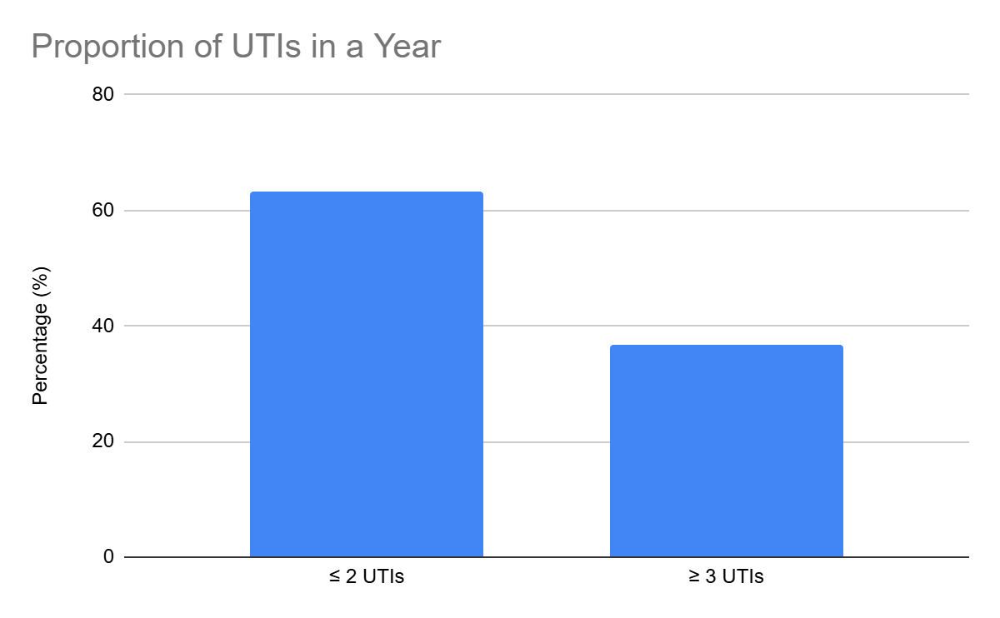 Proportion of UTIs in a Year
80
60
40
20
0
Percentage (%)
≤ 2 UTIs
≥ 3 UTIs